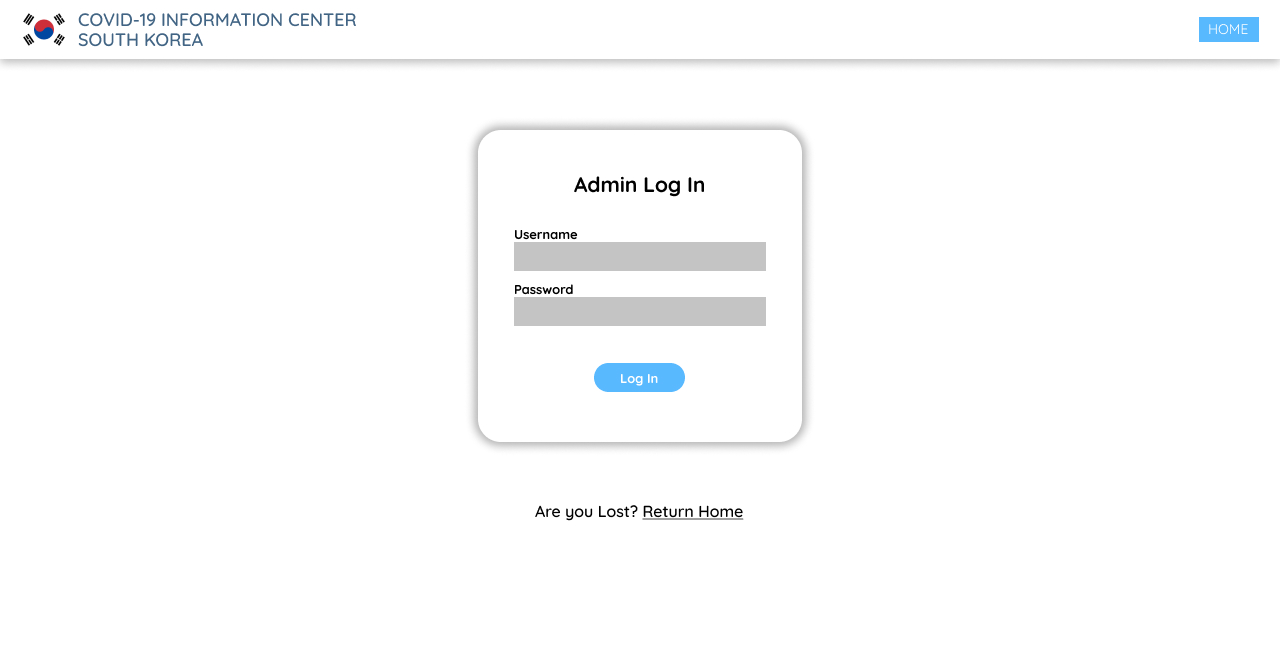 COVID-19 INFORMATION CENTER
SOUTH KOREA
HOME
Admin Log In
Username
Password
Log In
Are you Lost? Return Home